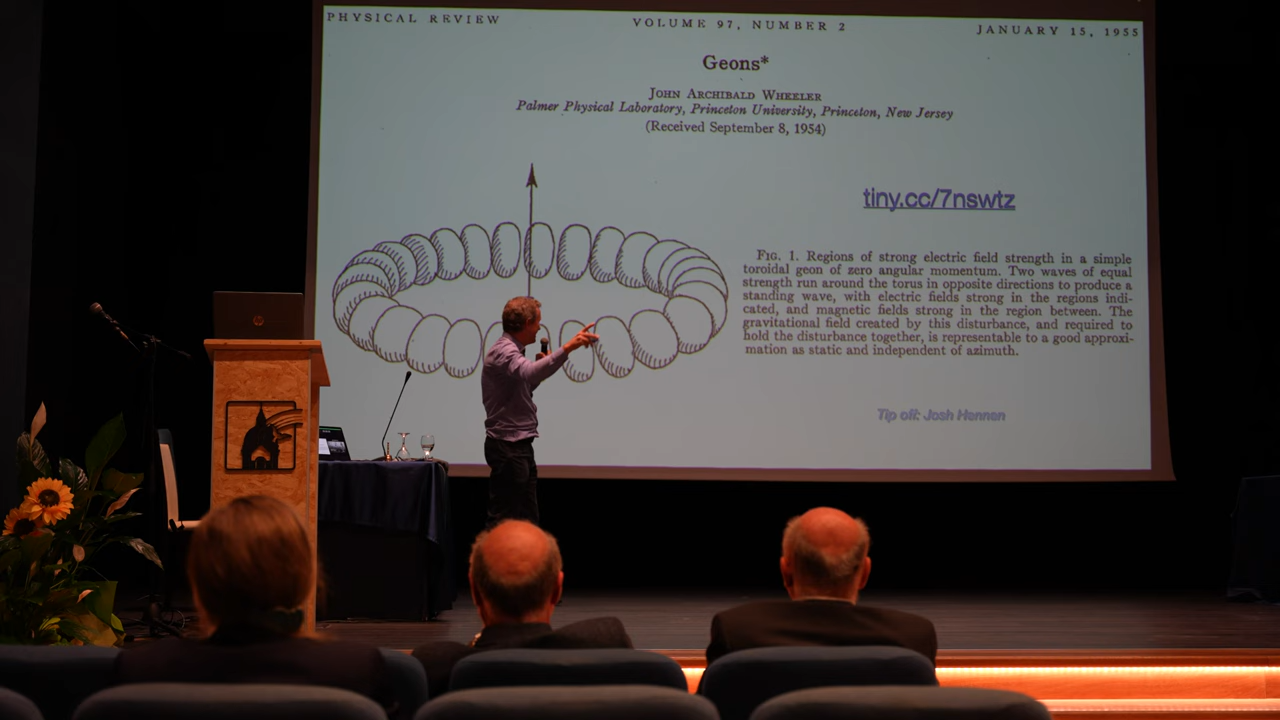 PHYSICAL REVIEW VOLUME 97, NUMBER 2 JANUARY 15, 1955
Geons*
JOHN ARCHIBALD WHEELER
Palmer Physical Laboratory, Princeton University, Princeton, New Jersey
(Received September 8, 1954)
tiny.cc/7nswtz
FIG. 1. Regions of strong electric field strength in a simple
toroidal geon of zero angular momentum. Two waves of equal
strength run around the torus in opposite directions to produce a
standing wave, with electric fields strong in the regions indi-
cated, and magnetic fields strong in the region between. The
gravitational field created by this disturbance, and required to
hold the disturbance together, is representable to a good approxi-
mation as static and independent of azimuth.
Tip off: Josh Hennen
hp